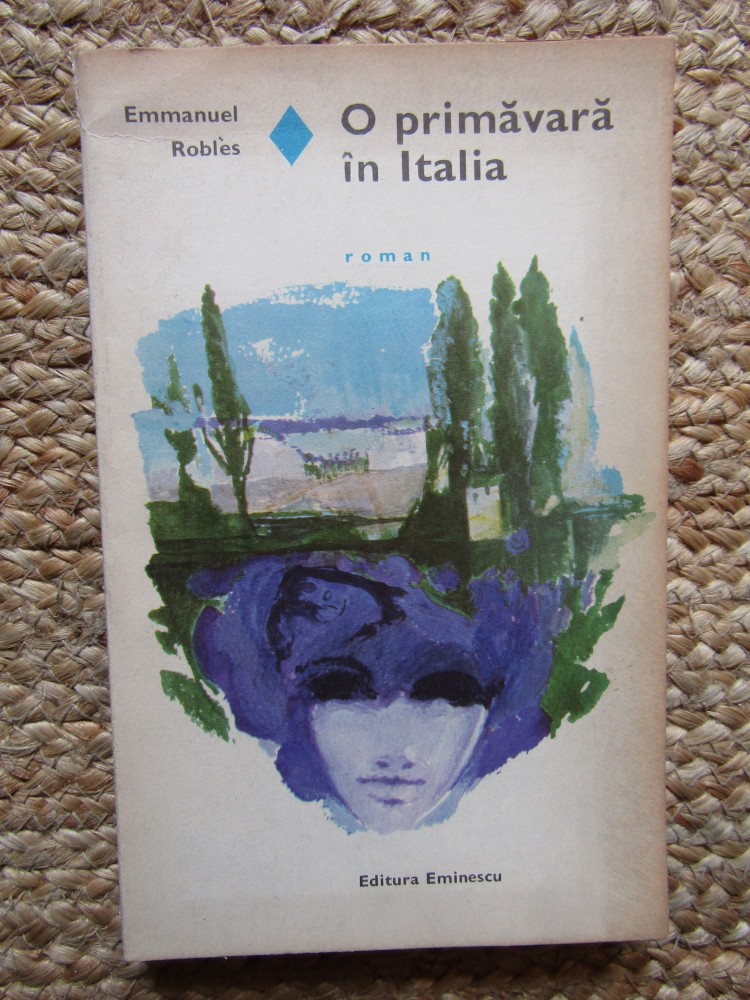 Emmanuel
Roblès
O primăvară
în Italia
roman
Editura Eminescu